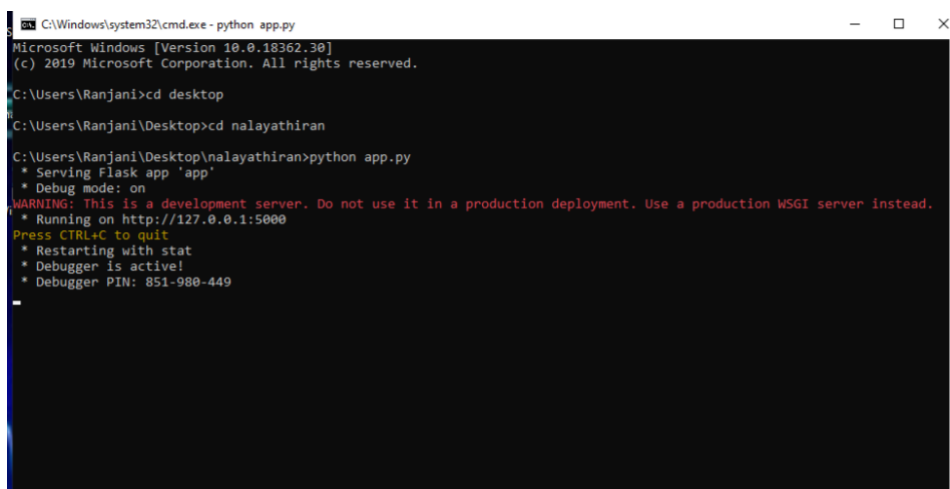 C:\Windows\system32\cmd.exe - python app.py
Microsoft Windows [Version 10.0.18362.30]
(c) 2019 Microsoft Corporation. All rights reserved.
C:\Users\Ranjani>cd desktop
C:\Users\Ranjani\Desktop>cd nalayathiran
C:\Users\Ranjani\Desktop\nalayathiran>python app.py
* Serving Flask app 'app'
* Debug mode: on
WARNING: This is a development server. Do not use it in a production deployment. Use a production WSGI server instead.
* Running on http://127.0.0.1:5000
Press CTRL+C to quit
* Restarting with stat
* Debugger is active!
* Debugger PIN: 851-980-449